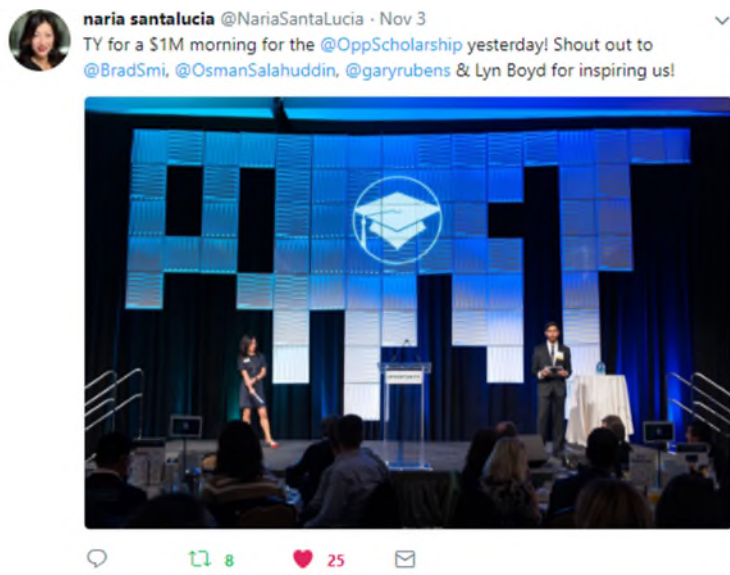 naria santalucia @NariaSantaLucia · Nov 3
TY for a $1M morning for the @OppScholarship yesterday! Shout out to
@BradSmi, @OsmanSalahuddin, @garyrubens & Lyn Boyd for inspiring us!
8 25